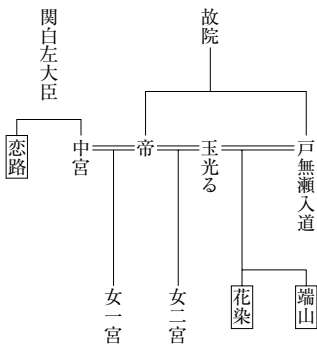 故院
関白左大臣
戸無瀬入道
玉光る
帝
中宮
恋路
端山
花染
女二宮
女一宮